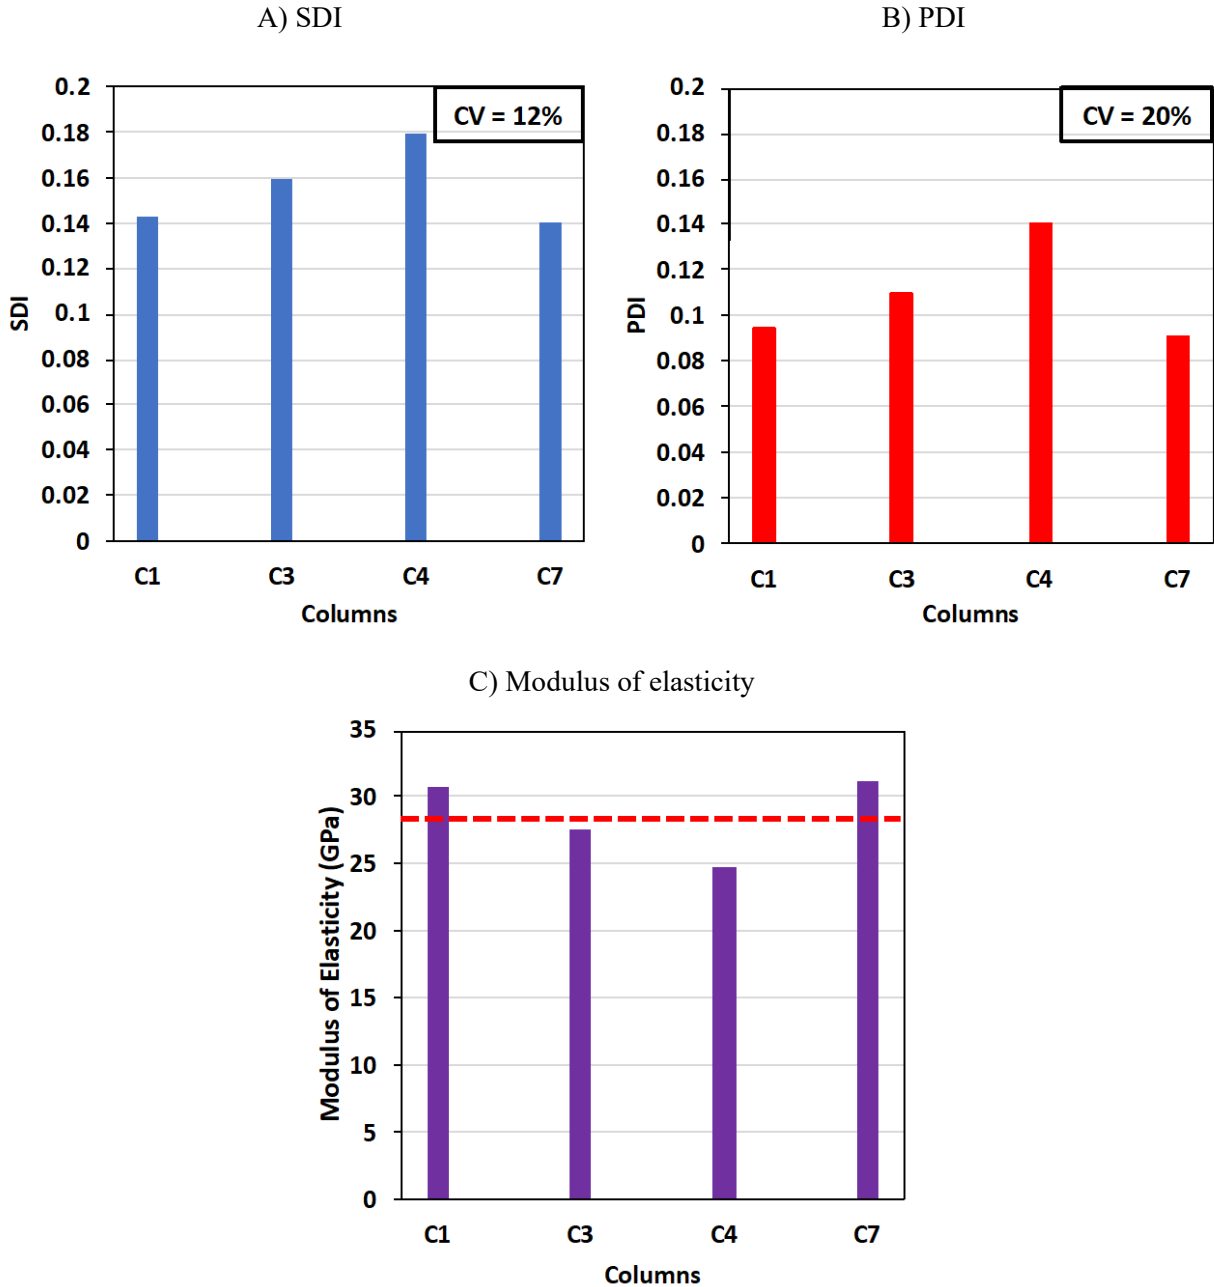 A) SDI
CV = 12%
0.2
0.18
0.16
0.14
0.12
0.1
0.08
0.06
0.04
0.02
0
SDI
C1 C3 C4 C7
Columns
B) PDI
CV = 20%
0.2
0.18
0.16
0.14
0.12
0.1
0.08
0.06
0.04
0.02
0
PDI
C1 C3 C4 C7
Columns
C) Modulus of elasticity
35
30
25
20
15
10
5
0
Modulus of Elasticity (GPa)
C1 C3 C4 C7
Columns